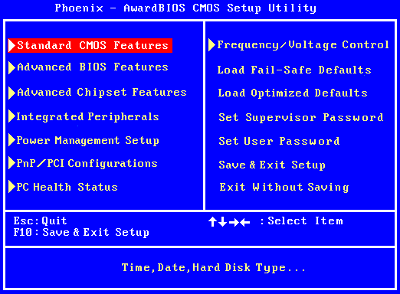 Phoenix - AwardBIOS CMOS Setup Utility
Standard CMOS Features
Advanced BIOS Features
Advanced Chipset Features
Integrated Peripherals
Power Management Setup
PnP/PCI Configurations
PC Health Status
Frequency/Voltage Control
Load Fail-Safe Defaults
Load Optimized Defaults
Set Supervisor Password
Set User Password
Save & Exit Setup
Exit Without Saving
Esc:Quit
F10: Save & Exit Setup
↑↓→← :Select Item
Time,Date,Hard Disk Type...